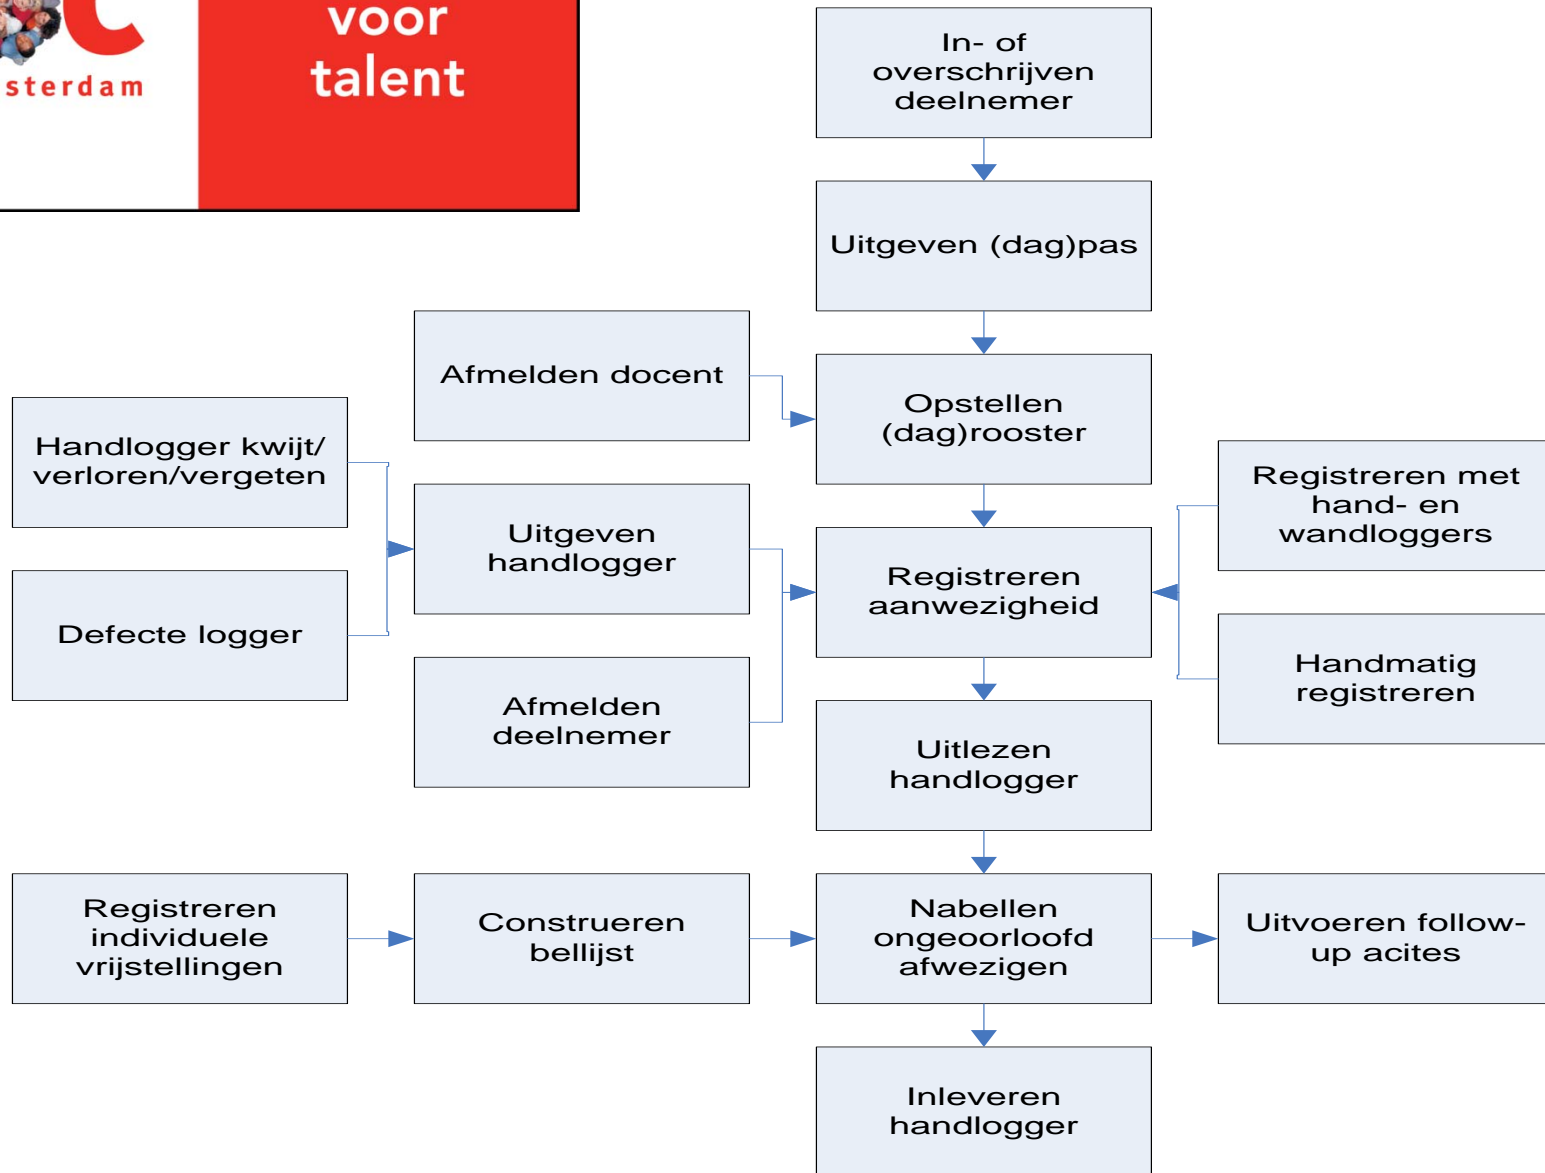 voor
talent
sterdam
In- of
overschrijven
deelnemer
Uitgeven (dag)pas
Afmelden docent
Opstellen
(dag)rooster
Handlogger kwijt/
verloren/vergeten
Uitgeven
handlogger
Registreren
aanwezigheid
Registreren met
hand- en
wandloggers
Defecte logger
Afmelden
deelnemer
Handmatig
registreren
Uitlezen
handlogger
Registreren
individuele
vrijstellingen
Construeren
bellijst
Nabellen
ongeoorloofd
afwezigen
Uitvoeren follow-
up acites
Inleveren
handlogger